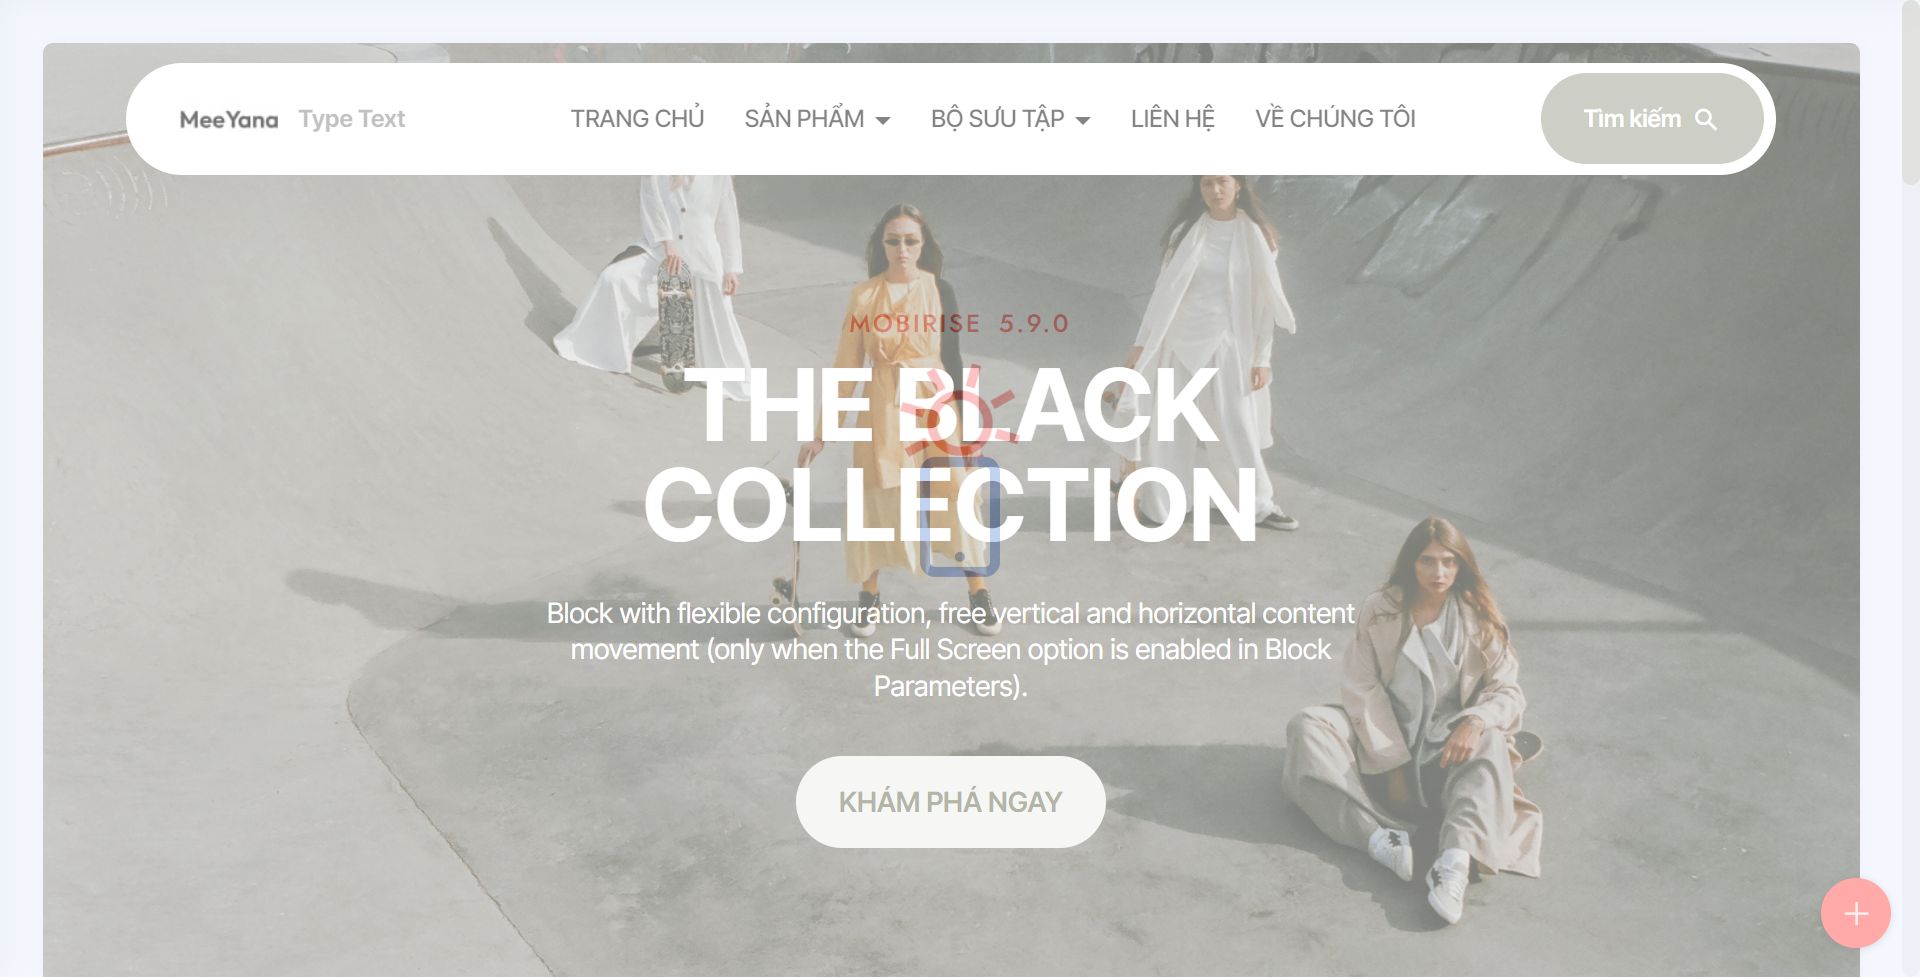 MeeYana Type Text TRANG CHỦ SẢN PHẨM BỘ SƯU TẬP LIÊN HỆ VỀ CHÚNG TÔI Tìm kiếm
MOBIRISE 5.9.0
THE BLACK
COLLECTION
Block with flexible configuration, free vertical and horizontal content
movement (only when the Full Screen option is enabled in Block
Parameters).
KHÁM PHÁ NGAY